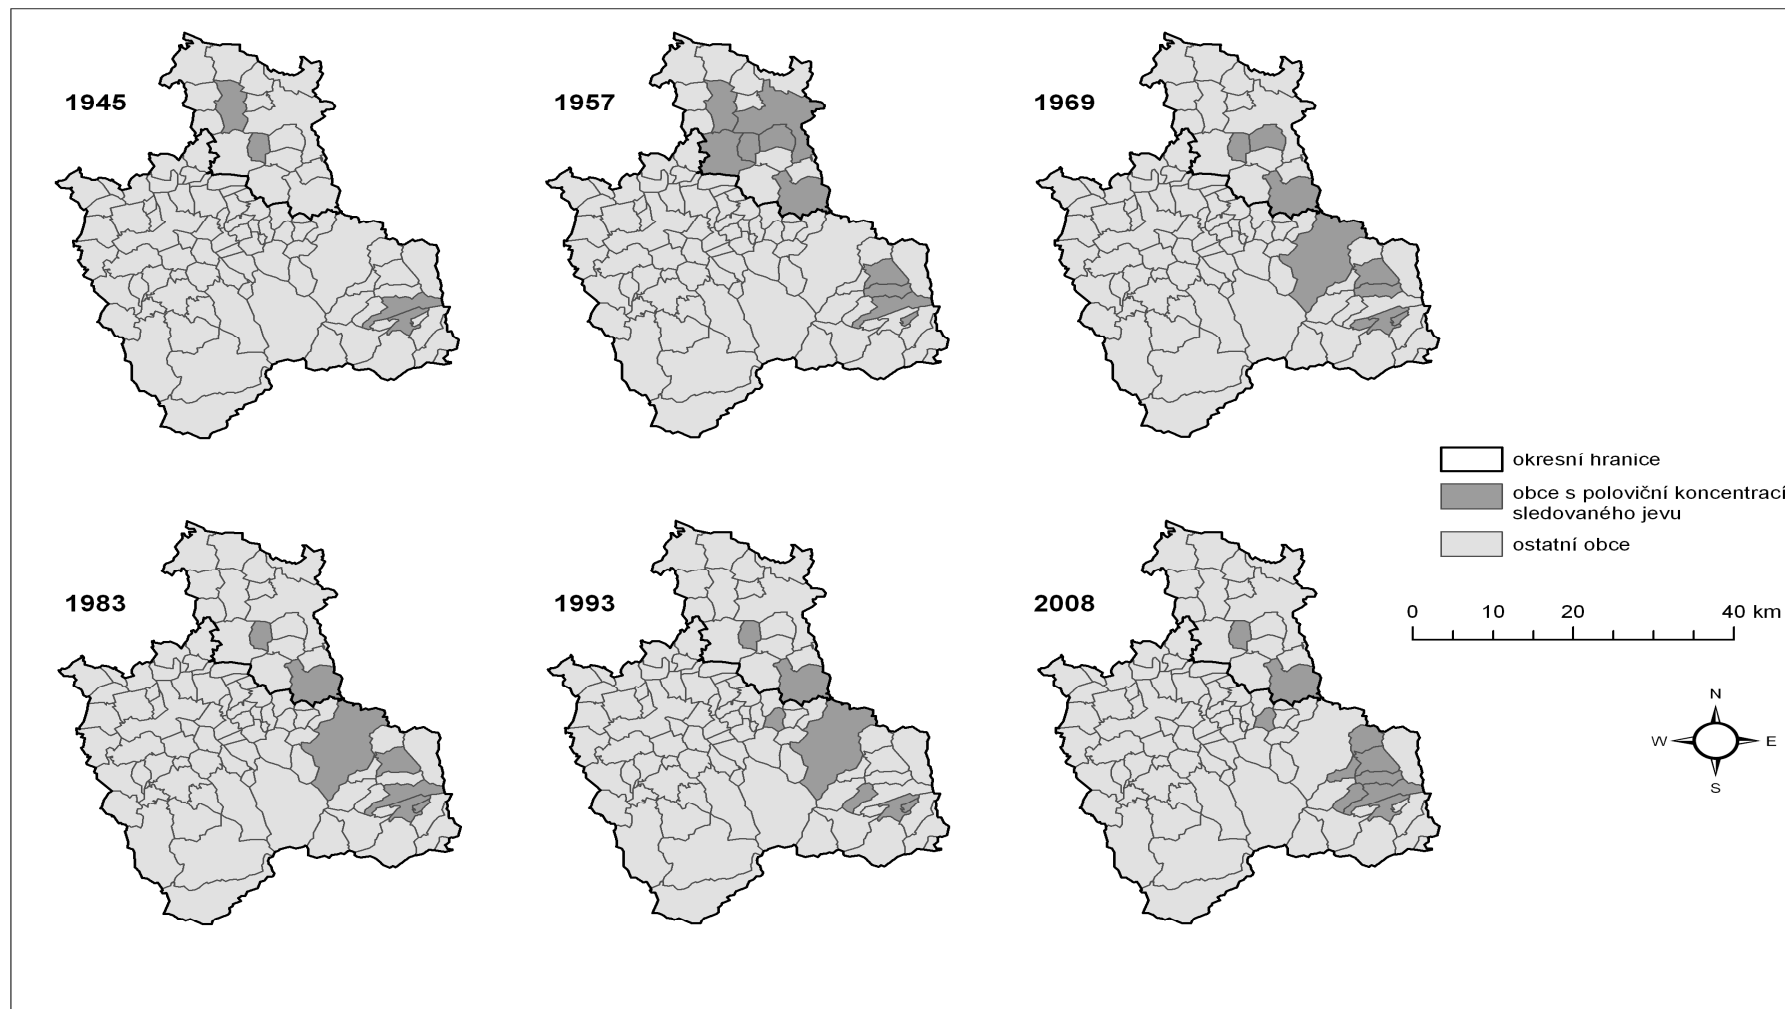 1945
1957
1969
okresní hranice
obce s poloviční koncentrací
sledovaného jevu
ostatní obce
1983
1993
2008
0 10 20 40 km
N
W E
S